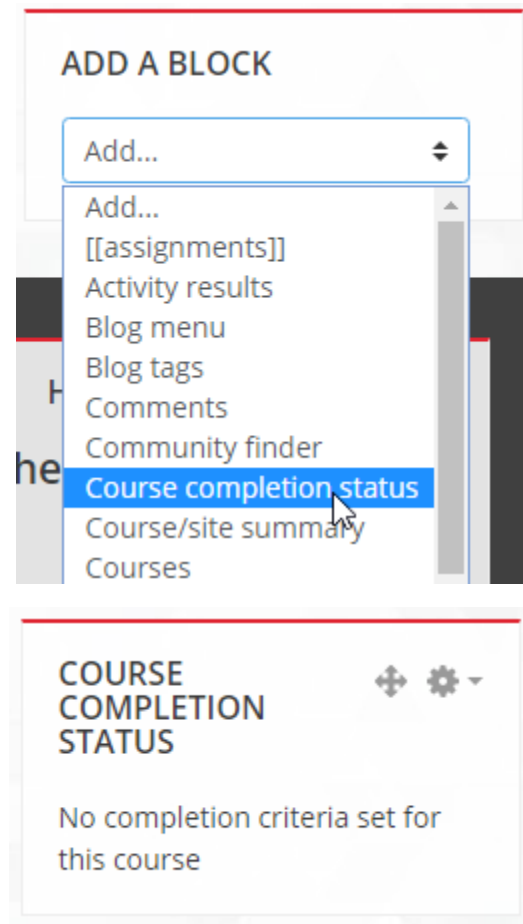 ADD A BLOCK
Add...
Add...
[[assignments]]
Activity results
Blog menu
Blog tags
Comments
Community finder
Course completion status
Course/site summary
Courses
COURSE
COMPLETION
STATUS
No completion criteria set for
this course